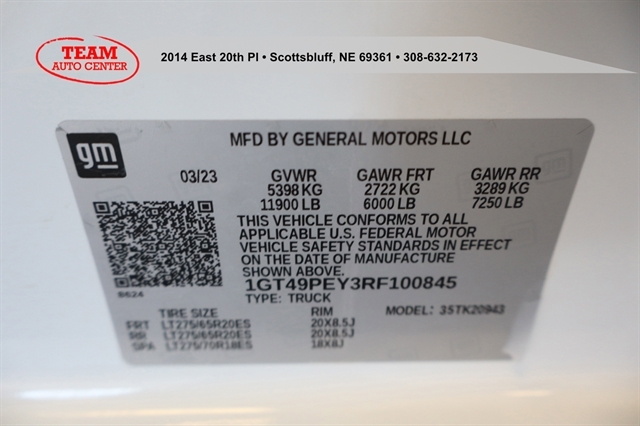 TEAM
AUTO CENTER
2014 East 20th Pl • Scottsbluff, NE 69361 • 308-632-2173
gm
MFD BY GENERAL MOTORS LLC
03/23 GVWR GAWR FRT GAWR RR
5398 KG 2722 KG 3289 KG
11900 LB 6000 LB 7250 LB
THIS VEHICLE CONFORMS TO ALL
APPLICABLE U.S. FEDERAL MOTOR
VEHICLE SAFETY STANDARDS IN EFFECT
ON THE DATE OF MANUFACTURE
SHOWN ABOVE.
1GT49PEY3RF100845
8624 TYPE: TRUCK
TIRE SIZE RIM MODEL: 35TK20943
FRT LT275/65R20ES 20X8.5J
RR LT275/65R20ES 20X8.5J
SPA LT275/70R18ES 18X8J